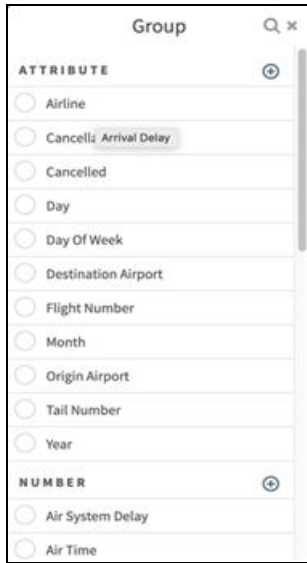 Group
ATTRIBUTE
Airline
Cancella Arrival Delay
Cancelled
Day
Day Of Week
Destination Airport
Flight Number
Month
Origin Airport
Tail Number
Year
NUMBER
Air System Delay
Air Time